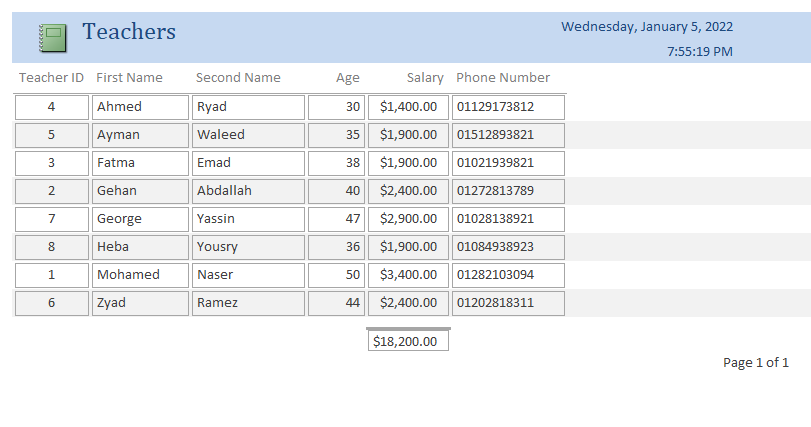 Teachers Wednesday, January 5, 2022
7:55:19 PM
Teacher ID First Name Second Name Age Salary Phone Number
4 Ahmed Ryad 30 $1,400.00 01129173812
5 Ayman Waleed 35 $1,900.00 01512893821
3 Fatma Emad 38 $1,900.00 01021939821
2 Gehan Abdallah 40 $2,400.00 01272813789
7 George Yassin 47 $2,900.00 01028138921
8 Heba Yousry 36 $1,900.00 01084938923
1 Mohamed Naser 50 $3,400.00 01282103094
6 Zyad Ramez 44 $2,400.00 01202818311
$18,200.00
Page 1 of 1